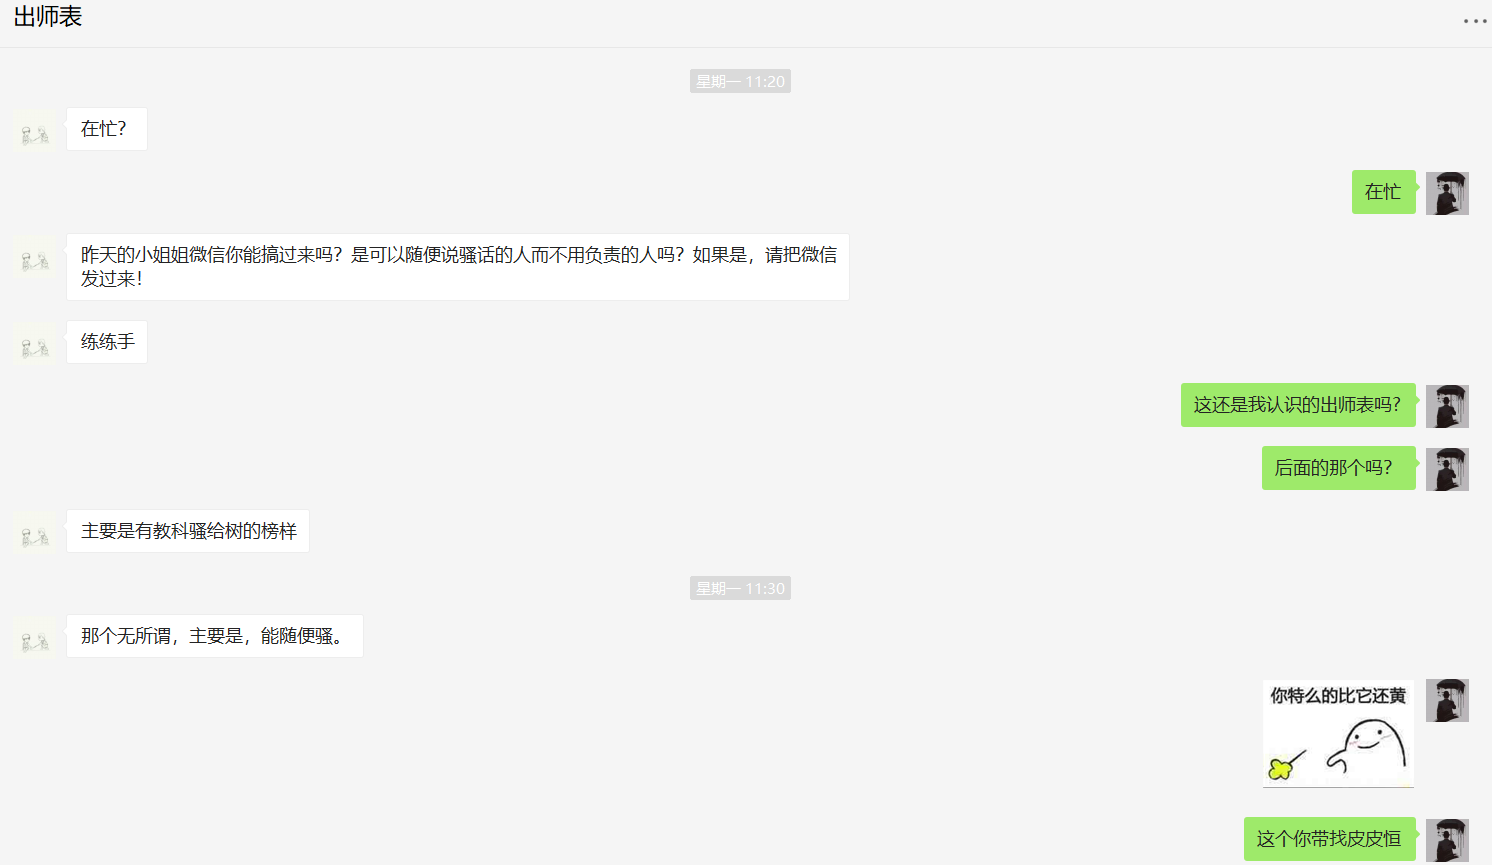 出师表
星期一 11:20
在忙？
在忙
昨天的小姐姐微信你能搞过来吗？是可以随便说骚话的人而不用负责的人吗？如果是，请把微信
发过来！
练练手
这还是我认识的出师表吗？
后面的那个吗？
主要是有教科骚给树的榜样
星期一 11:30
那个无所谓，主要是，能随便骚。
你特么的比它还黄
这个你带找皮皮恒